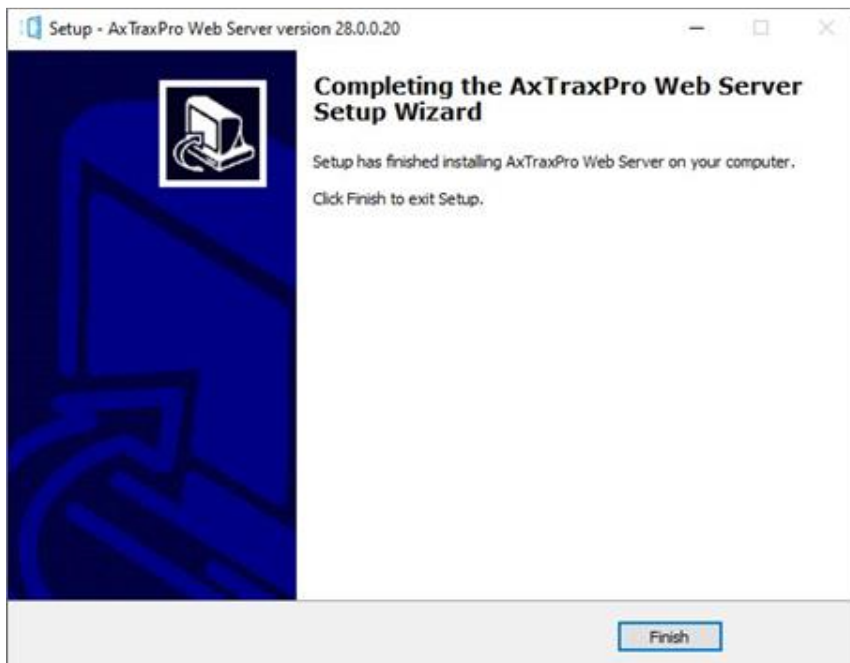 Setup - AxTraxPro Web Server version 28.0.0.20
Completing the AxTraxPro Web Server
Setup Wizard
Setup has finished installing AxTraxPro Web Server on your computer.
Click Finish to exit Setup.
Finish